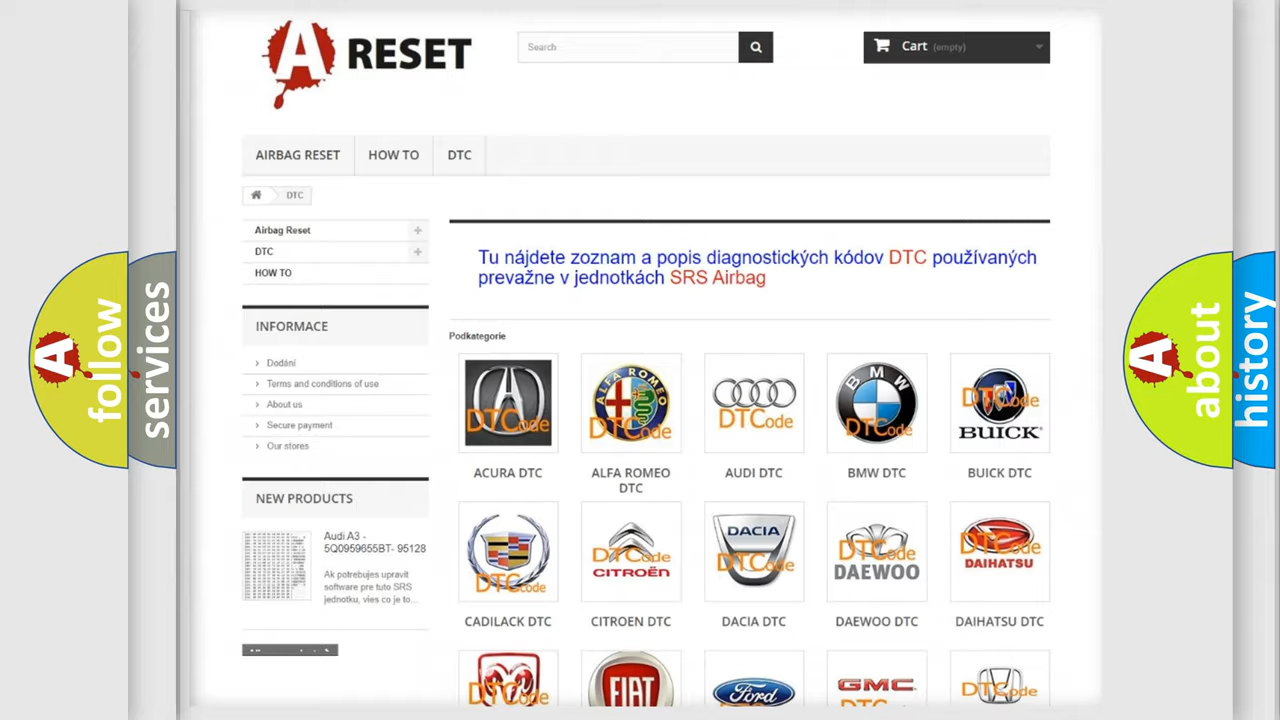 A RESET
Search
Cart (empty)
AIRBAG RESET
HOW TO
DTC
DTC
Airbag Reset
DTC
HOW TO
INFORMACE
Dodání
Terms and conditions of use
About us
Secure payment
Our stores
NEW PRODUCTS
Audi A3 -
5Q0959655BT- 95128
Ak potrebujes upravit
software pre tuto SRS
jednotku, vies co je to...
Tu nájdete zoznam a popis diagnostických kódov DTC používaných
prevažne v jednotkách SRS Airbag
Podkategorie
DTCode
ALFA ROMEO
DTCode
DTCode
BMW
DTCode
DTCode
BUICK
ACURA DTC
ALFA ROMEO
DTC
AUDI DTC
BMW DTC
BUICK DTC
DTCode
DTCode
CITROËN
DACIA
DTCode
DTCode
DAEWOO
DTCode
DAIHATSU
CADILACK DTC
CITROEN DTC
DACIA DTC
DAEWOO DTC
DAIHATSU DTC
DTCode
FIAT
Ford
GMC
DTCode
A follow
services
A about
history